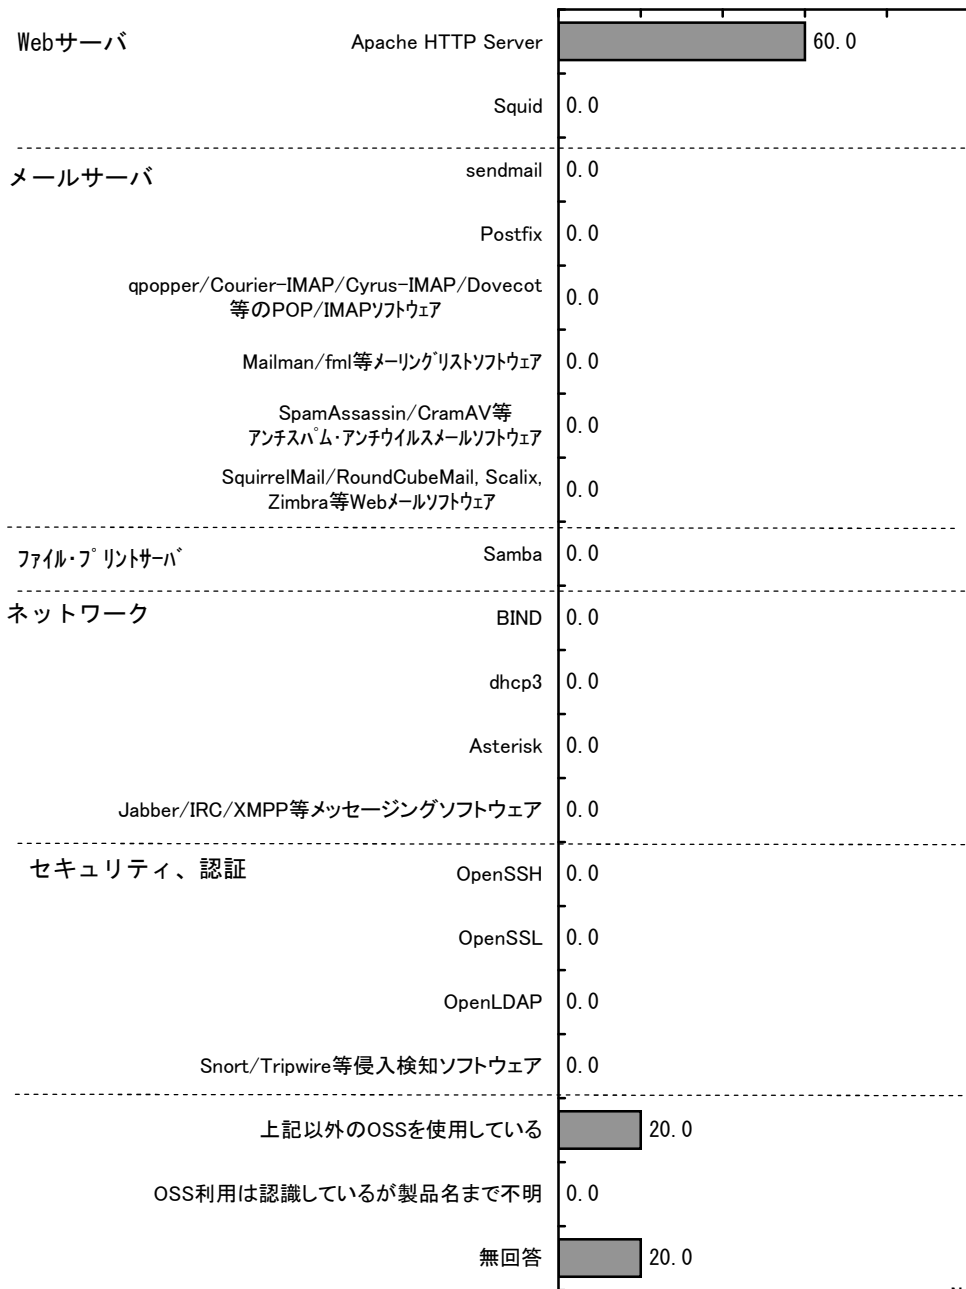 Webサーバ
Apache HTTP Server 60.0
Squid 0.0
メールサーバ
sendmail 0.0
Postfix 0.0
qpopper/Courier-IMAP/Cyrus-IMAP/Dovecot
等のPOP/IMAPｿﾌﾄｳｪｱ 0.0
Mailman/fml等ﾒｰﾘﾝｸﾞﾘｽﾄｿﾌﾄｳｪｱ 0.0
SpamAssassin/CramAV等
ｱﾝﾁｽﾊﾟﾑ･ｱﾝﾁｳｲﾙｽﾒｰﾙｿﾌﾄｳｪｱ 0.0
SquirrelMail/RoundCubeMail, Scalix,
Zimbra等Webﾒｰﾙｿﾌﾄｳｪｱ 0.0
ﾌｧｲﾙ･ﾌﾟﾘﾝﾄｻｰﾊﾞ
Samba 0.0
ネットワーク
BIND 0.0
dhcp3 0.0
Asterisk 0.0
Jabber/IRC/XMPP等メッセージングソフトウェア 0.0
セキュリティ、認証
OpenSSH 0.0
OpenSSL 0.0
OpenLDAP 0.0
Snort/Tripwire等侵入検知ソフトウェア 0.0
上記以外のOSSを使用している 20.0
OSS利用は認識しているが製品名まで不明 0.0
無回答 20.0